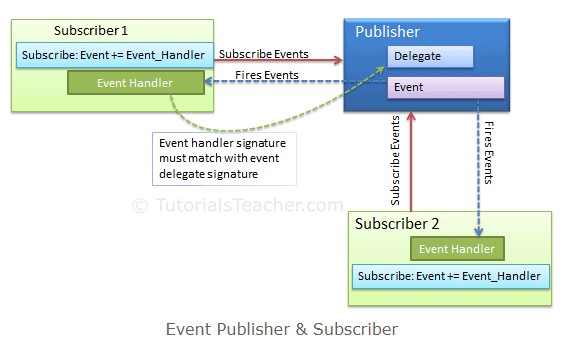 Subscriber 1
Subscribe: Event += Event_Handler
Event Handler
Subscribe Events
Fires Events
Publisher
Delegate
Event
Event handler signature
must match with event
delegate signature
Subscribe Events
Fires Events
© TutorialsTeacher.com
Subscriber 2
Event Handler
Subscribe: Event += Event_Handler
Event Publisher & Subscriber